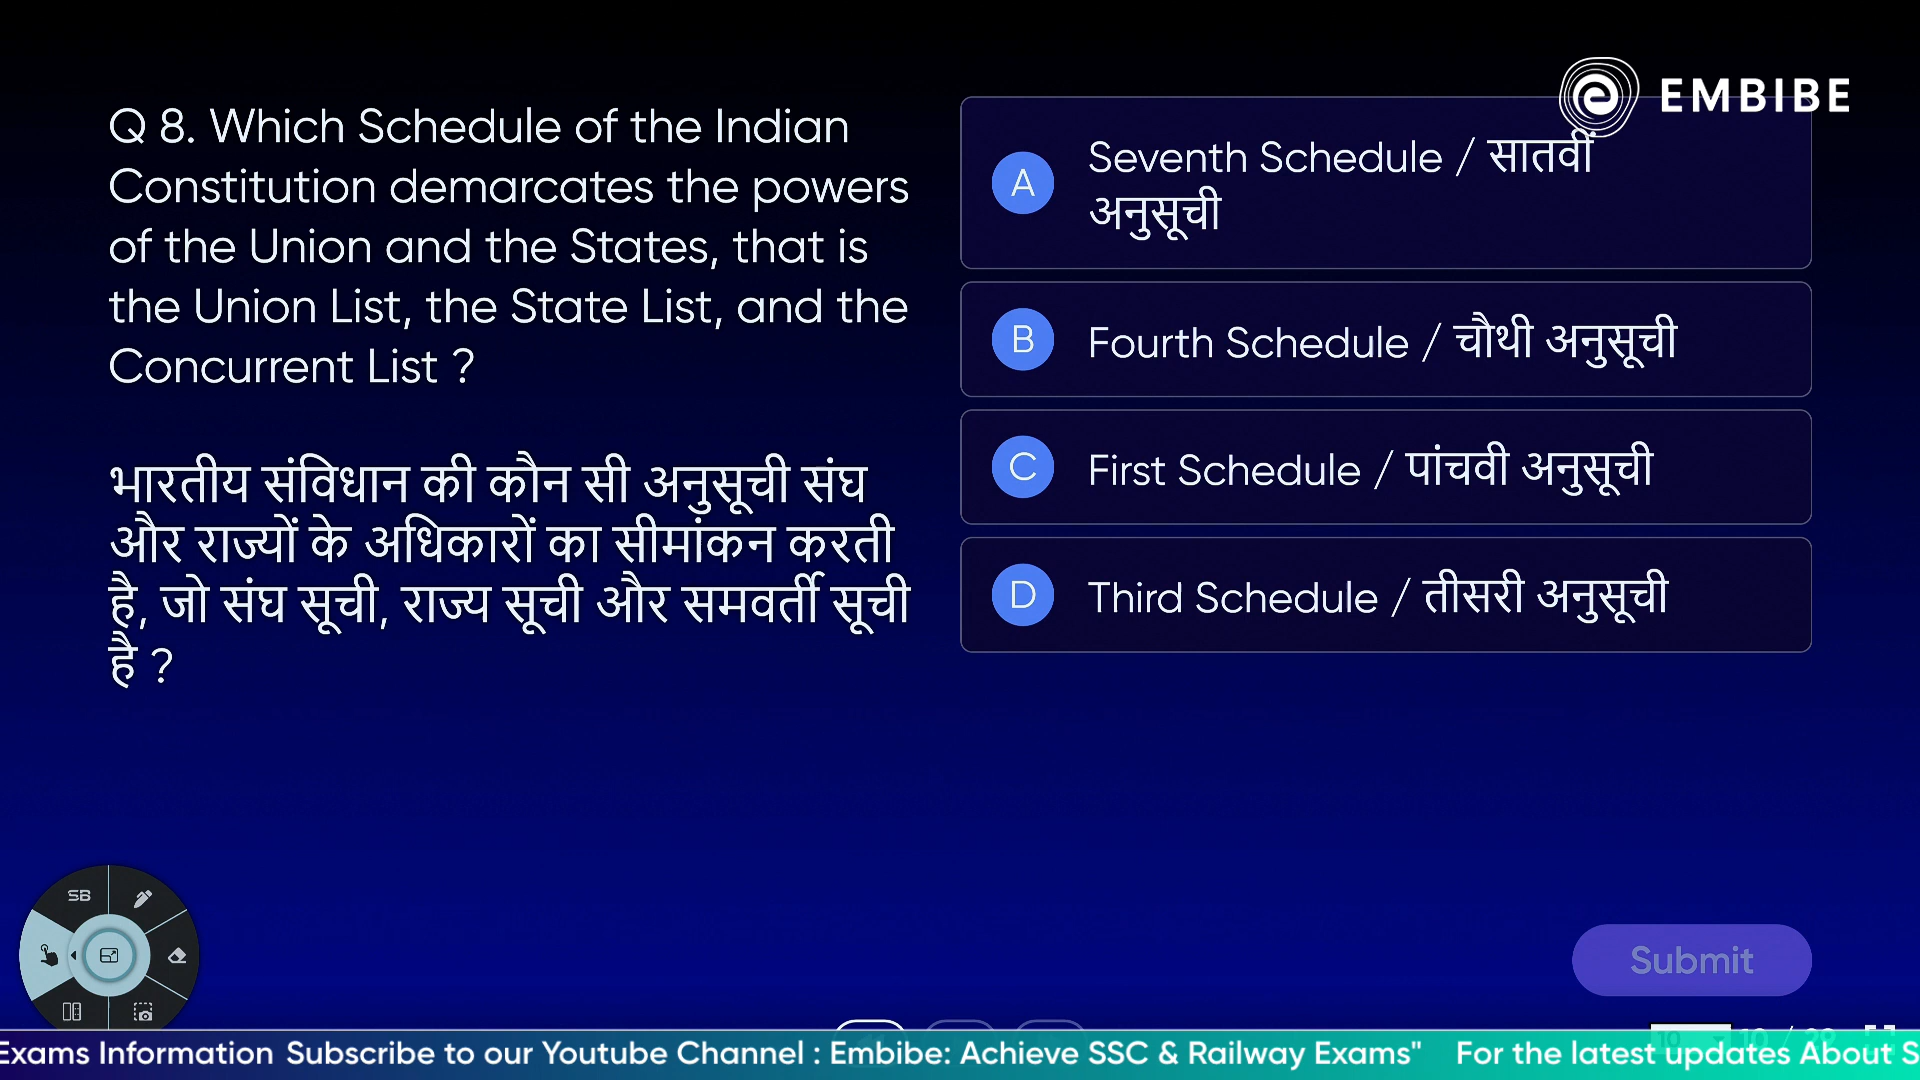 EMBIBE
Q 8. Which Schedule of the Indian
Constitution demarcates the powers
of the Union and the States, that is
the Union List, the State List, and the
Concurrent List ?
भारतीय संविधान की कौन सी अनुसूची संघ
और राज्यों के अधिकारों का सीमांकन करती
है, जो संघ सूची, राज्य सूची और समवर्ती सूची
है ?
A
Seventh Schedule / सातवीं
अनुसूची
B
Fourth Schedule / चौथी अनुसूची
C
First Schedule / पांचवी अनुसूची
D
Third Schedule / तीसरी अनुसूची
SB
Submit
Exams Information Subscribe to our Youtube Channel : Embibe: Achieve SSC & Railway Exams" For the latest updates About S